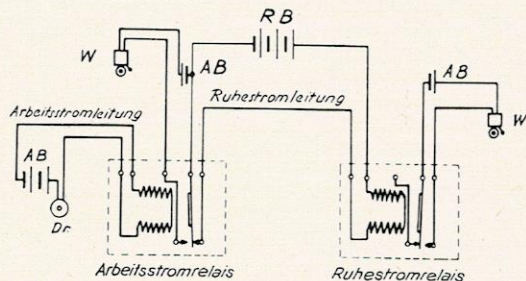 R B
W
AB
AB
Ruhestromleitung
W
Arbeitsstromleitung
AB
Dr.
Arbeitsstromrelais
Ruhestromrelais